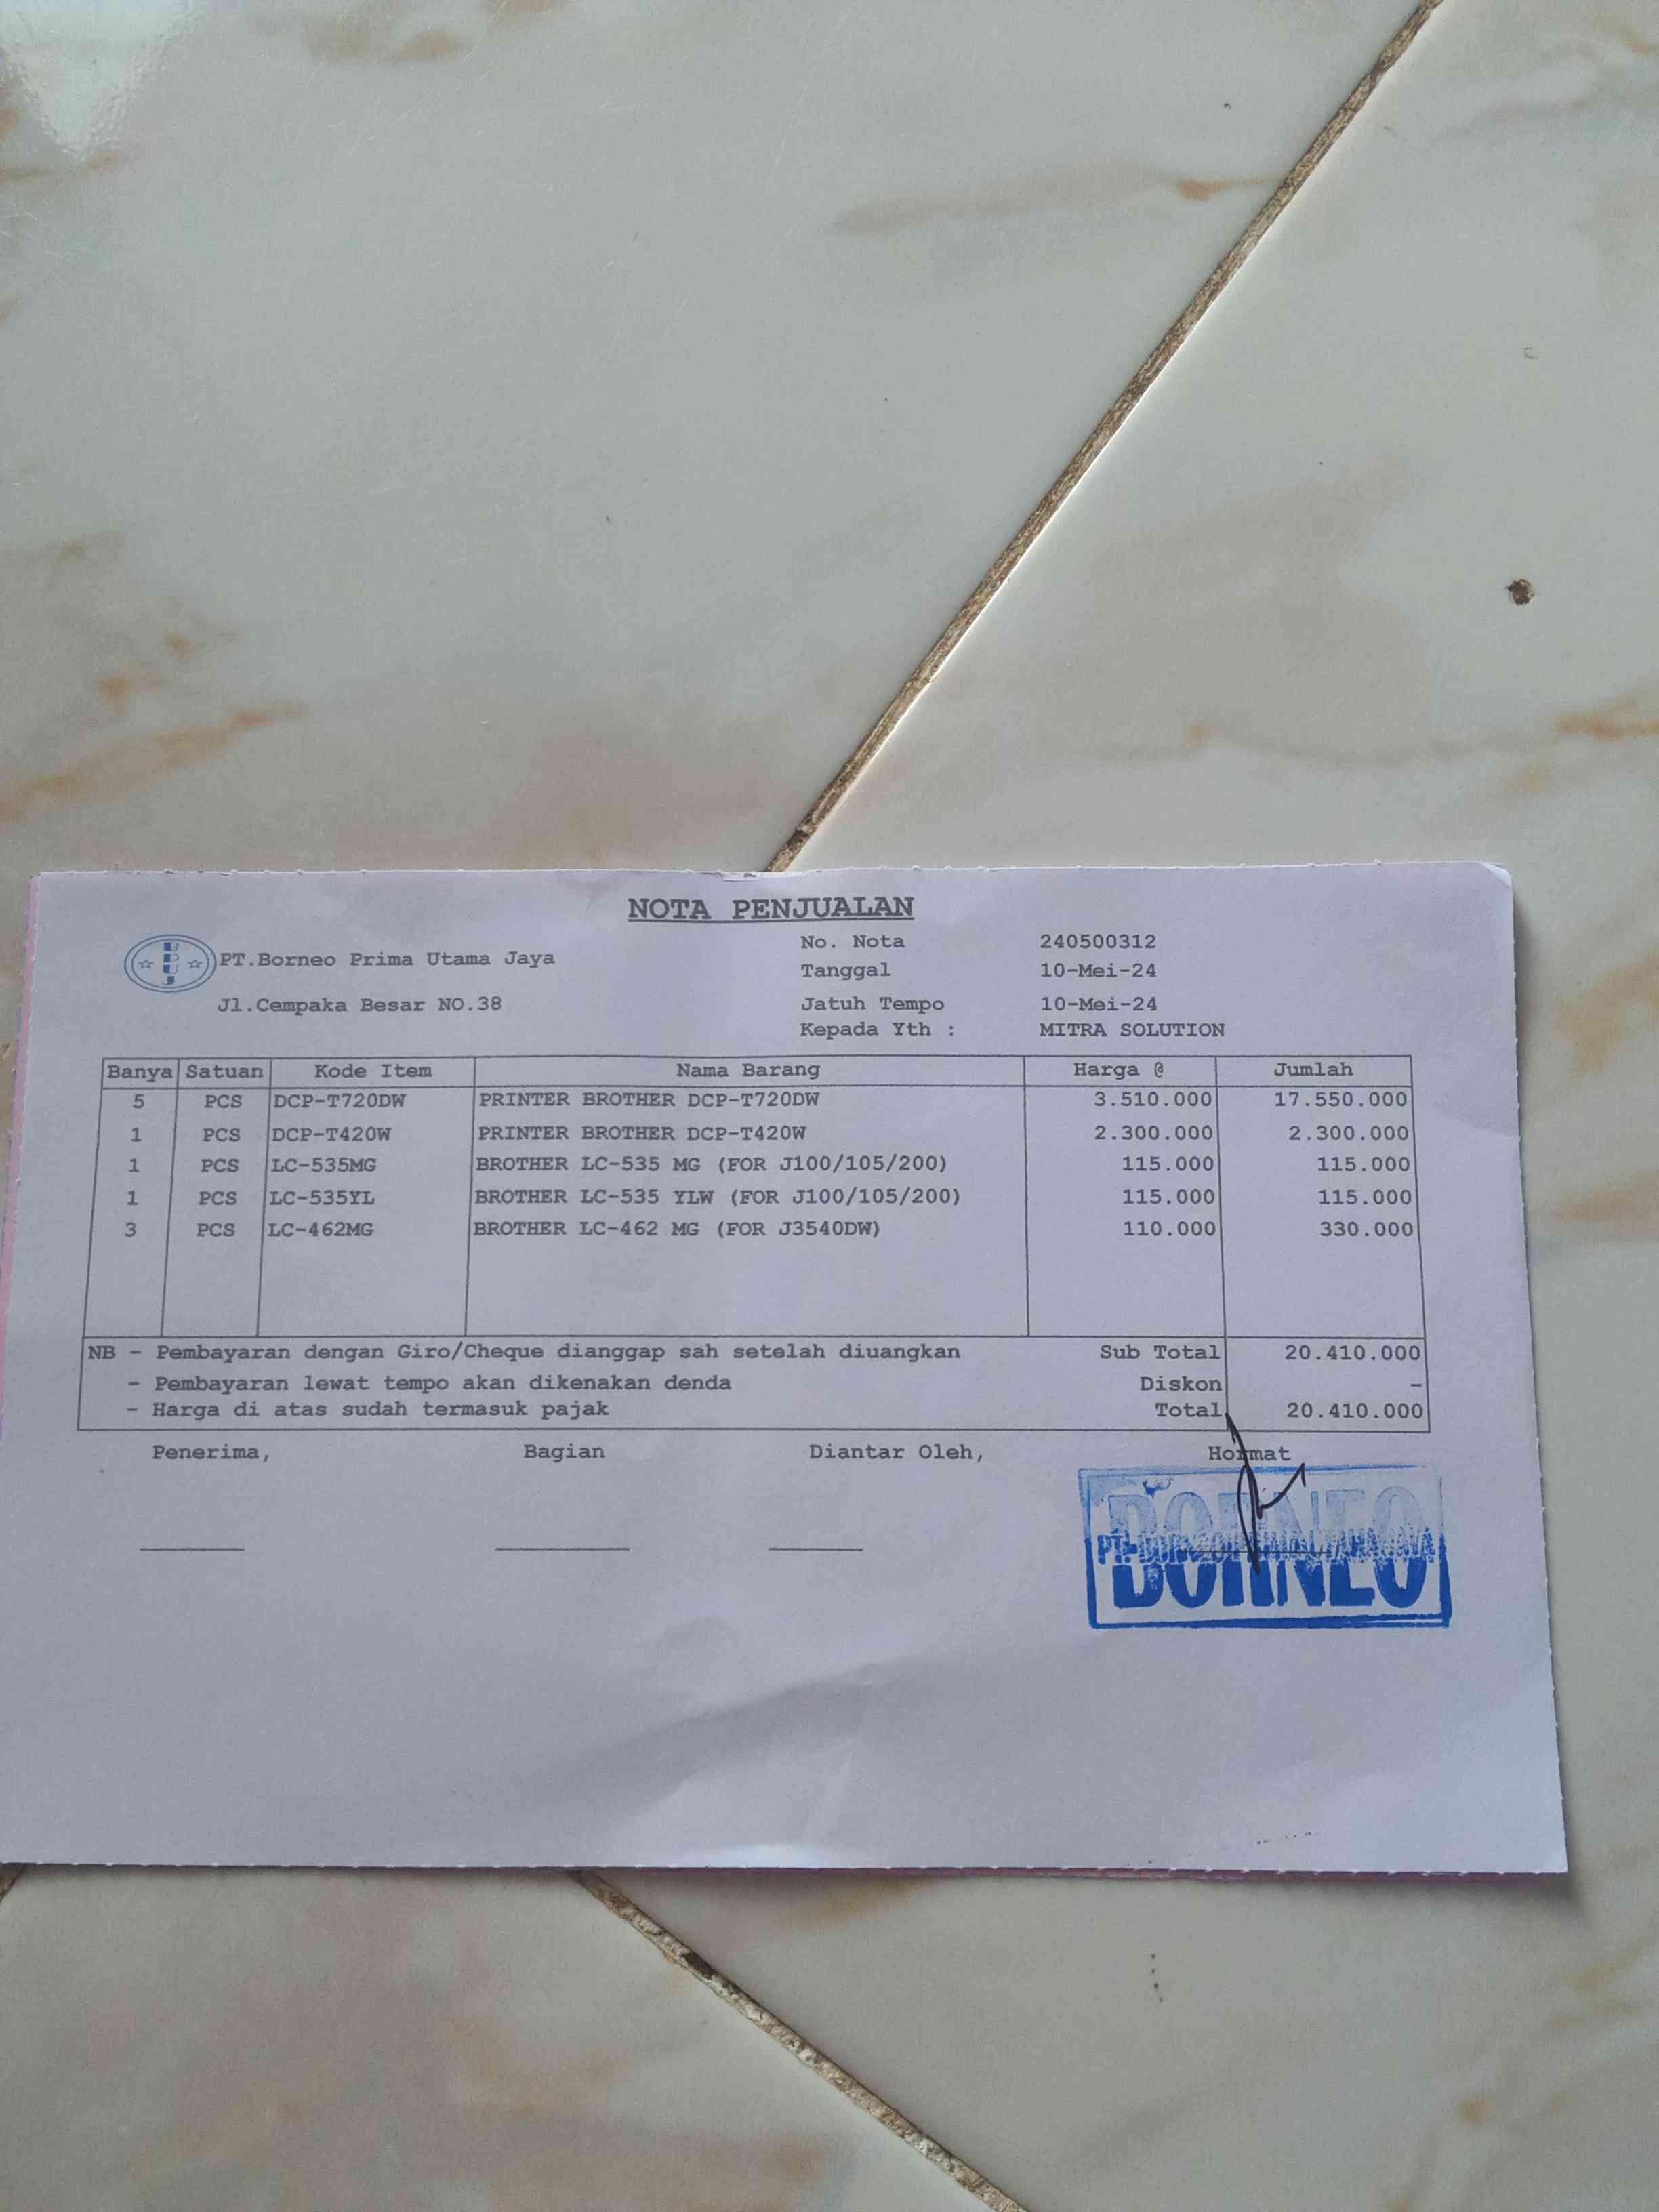 NOTA PENJUALAN
BPUJ
PT.Borneo Prima Utama Jaya
Jl.Cempaka Besar NO.38
No. Nota 240500312
Tanggal 10-Mei-24
Jatuh Tempo 10-Mei-24
Kepada Yth : MITRA SOLUTION
Banya Satuan Kode Item Nama Barang Harga @ Jumlah
5 PCS DCP-T720DW PRINTER BROTHER DCP-T720DW 3.510.000 17.550.000
1 PCS DCP-T420W PRINTER BROTHER DCP-T420W 2.300.000 2.300.000
1 PCS LC-535MG BROTHER LC-535 MG (FOR J100/105/200) 115.000 115.000
1 PCS LC-535YL BROTHER LC-535 YLW (FOR J100/105/200) 115.000 115.000
3 PCS LC-462MG BROTHER LC-462 MG (FOR J3540DW) 110.000 330.000
NB - Pembayaran dengan Giro/Cheque dianggap sah setelah diuangkan Sub Total 20.410.000
- Pembayaran lewat tempo akan dikenakan denda Diskon -
- Harga di atas sudah termasuk pajak Total 20.410.000
Penerima, Bagian Diantar Oleh, Hormat
BORNEO
PT.
BORNEO